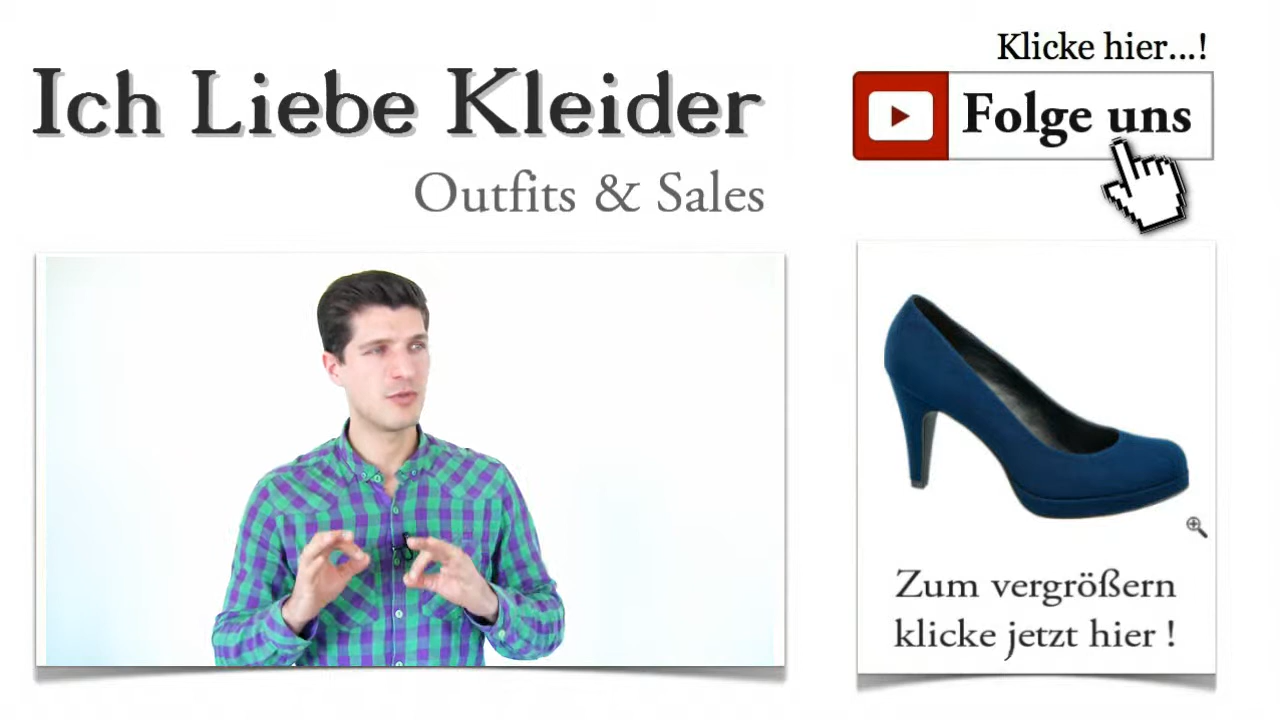 Ich Liebe Kleider
Outfits & Sales
Klicke hier...!
Folge uns
Zum vergrößern
klicke jetzt hier !